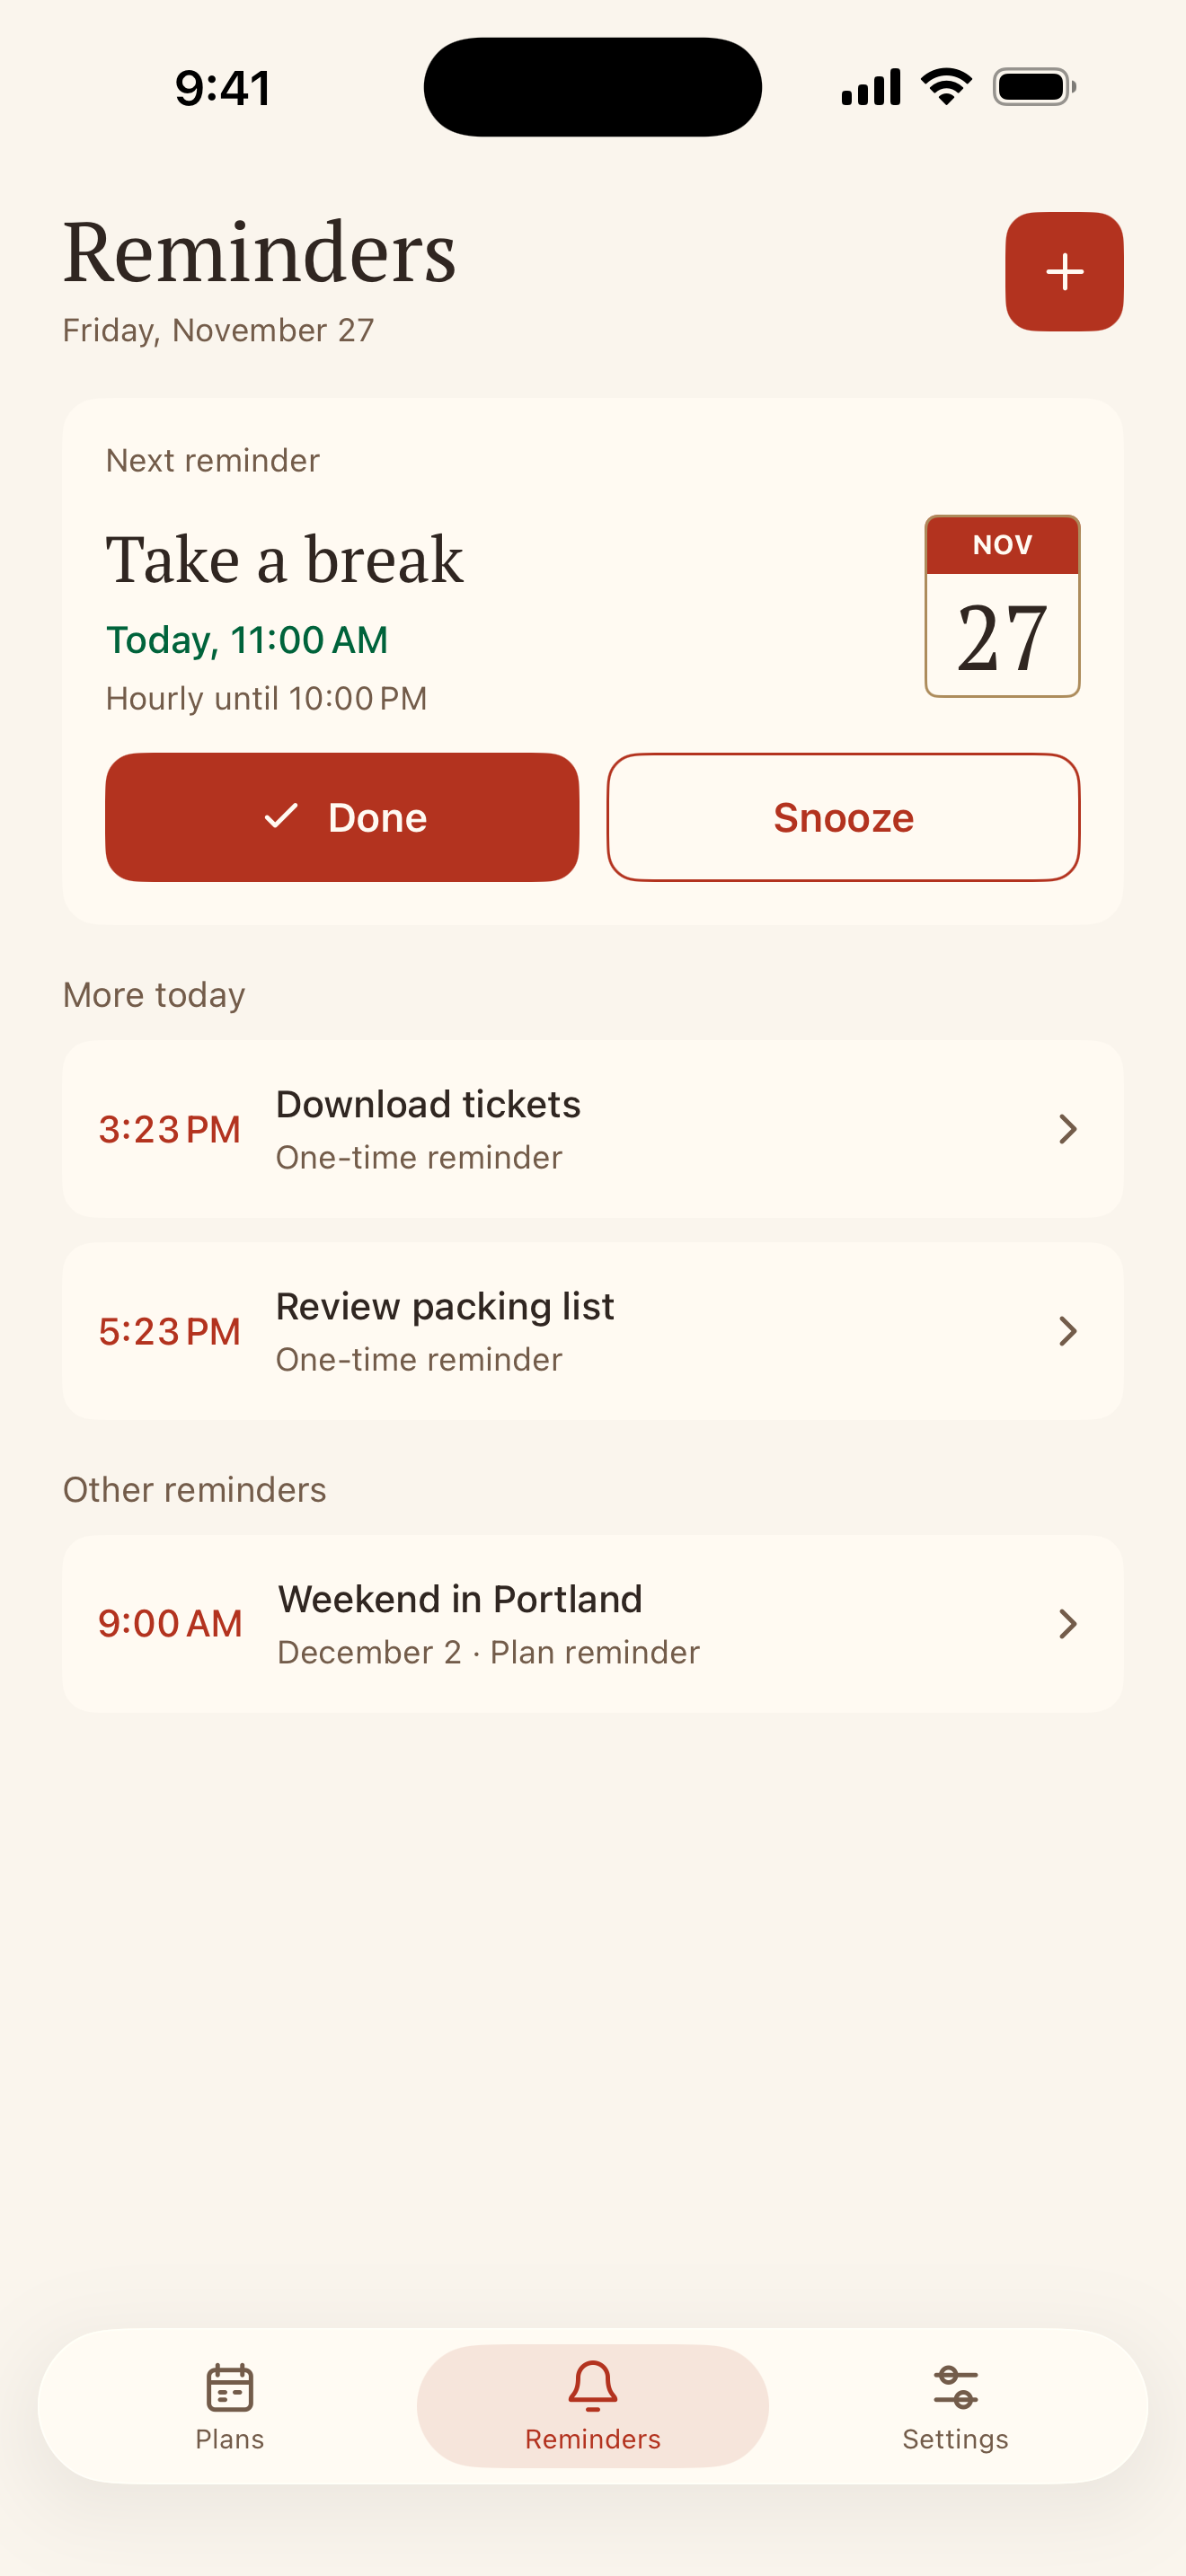 9:41
Reminders
Friday, November 27
Next reminder
Take a break
Today, 11:00 AM
Hourly until 10:00 PM
NOV
27
Done
Snooze
More today
3:23 PM
Download tickets
One-time reminder
5:23 PM
Review packing list
One-time reminder
Other reminders
9:00 AM
Weekend in Portland
December 2 · Plan reminder
Plans
Reminders
Settings